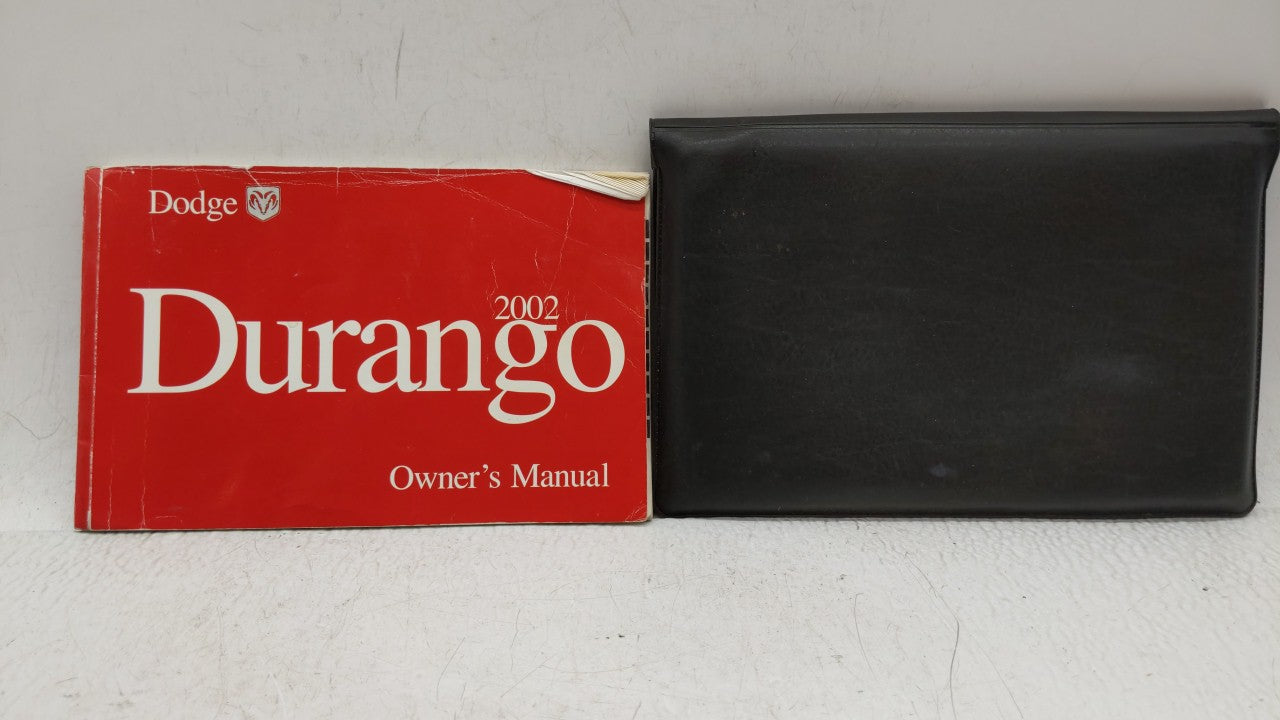 Dodge
2002
Durango
Owner's Manual